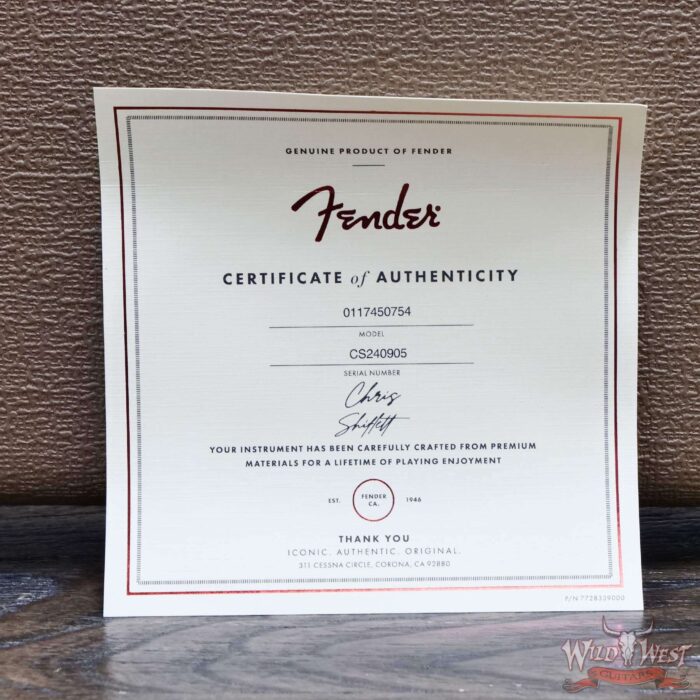 GENUINE PRODUCT OF FENDER
Fender
CERTIFICATE of AUTHENTICITY
0117450754
MODEL
CS240905
SERIAL NUMBER
Chris
Shiflett
YOUR INSTRUMENT HAS BEEN CAREFULLY CRAFTED FROM PREMIUM
MATERIALS FOR A LIFETIME OF PLAYING ENJOYMENT
EST. FENDER CA. 1946
THANK YOU
ICONIC. AUTHENTIC. ORIGINAL.
311 CESSNA CIRCLE, CORONA, CA 92880
P/N 7728339000
WILD WEST
GUITARS